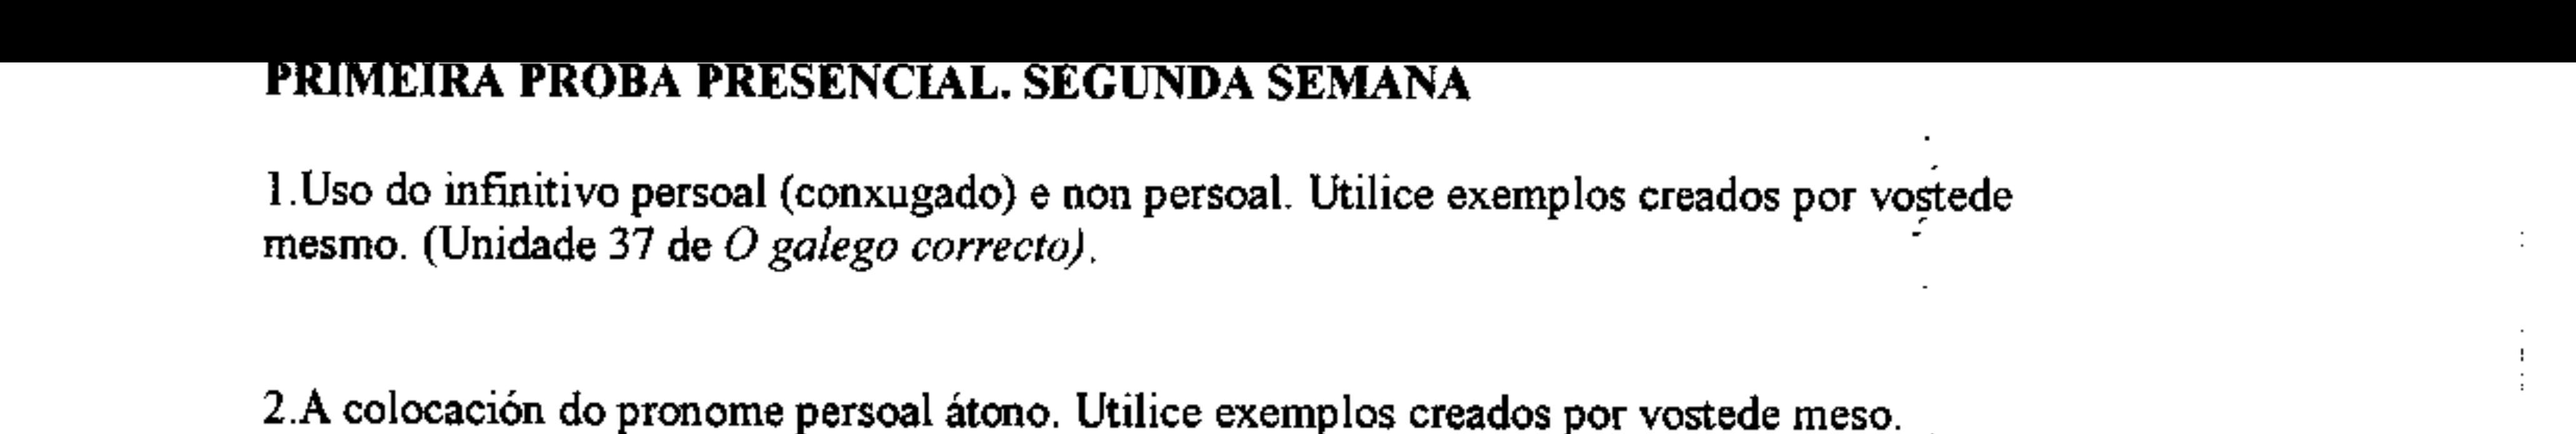 PRIMEIRA PROBA PRESENCIAL. SEGUNDA SEMANA
1.Uso do infinitivo persoal (conxugado) e non persoal. Utilice exemplos creados por vostede
mesmo. (Unidade 37 de O galego correcto).
2.A colocación do pronome persoal átono. Utilice exemplos creados por vostede meso.